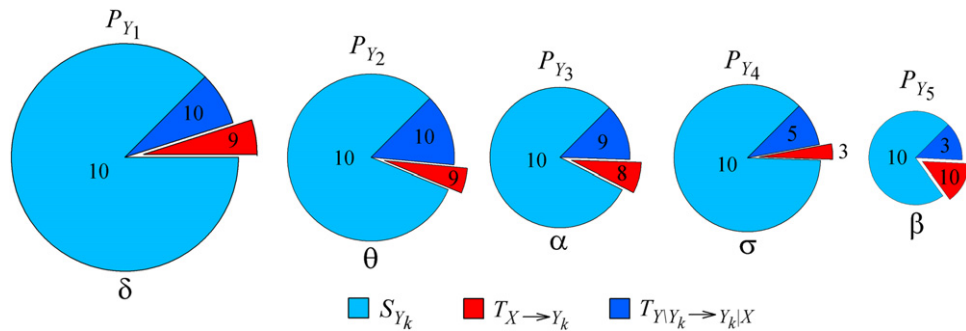 P_{Y_1} P_{Y_2} P_{Y_3} P_{Y_4} P_{Y_5}
10 9 10
10 9 10
9 8 10
5 3 10
3 10 10
δ θ α σ β
S_{Y_k} T_{X→Y_k} T_{Y\Y_k→Y_k|X}